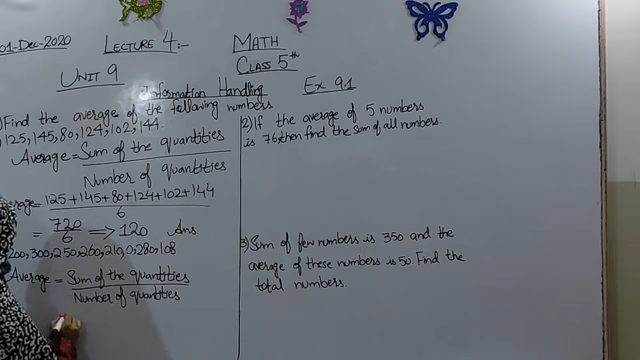 01-Dec-2020 LECTURE 4:-
MATH
CLASS 5th
UNIT 9
Information Handling Ex 9.1
)Find the average of the following numbers
125,145,80,124,102,144
Average=Sum of the quantities
Number of quantities
erage=125+145+80+124+102+144
6
=720/6 ⟹ 120 Ans
200,300,250,260,210,0,280,108
Average=Sum of the quantities
Number of quantities
2)If the average of 5 numbers
is 76,then find the sum of all numbers.
3)Sum of few numbers is 350 and the
average of these numbers is 50. Find the
total numbers.